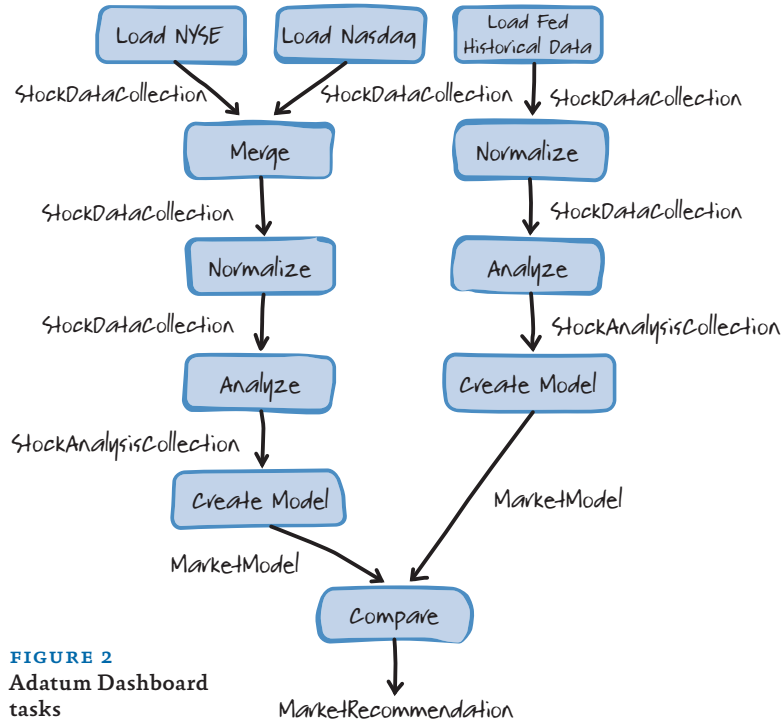 Load NYSE
Load Nasdaq
Load Fed
Historical Data
StockDataCollection
StockDataCollection
StockDataCollection
Merge
Normalize
StockDataCollection
StockDataCollection
Normalize
Analyze
StockDataCollection
StockAnalysisCollection
Analyze
Create Model
StockAnalysisCollection
Create Model
MarketModel
MarketModel
Compare
FIGURE 2
Adatum Dashboard
tasks
MarketRecommendation